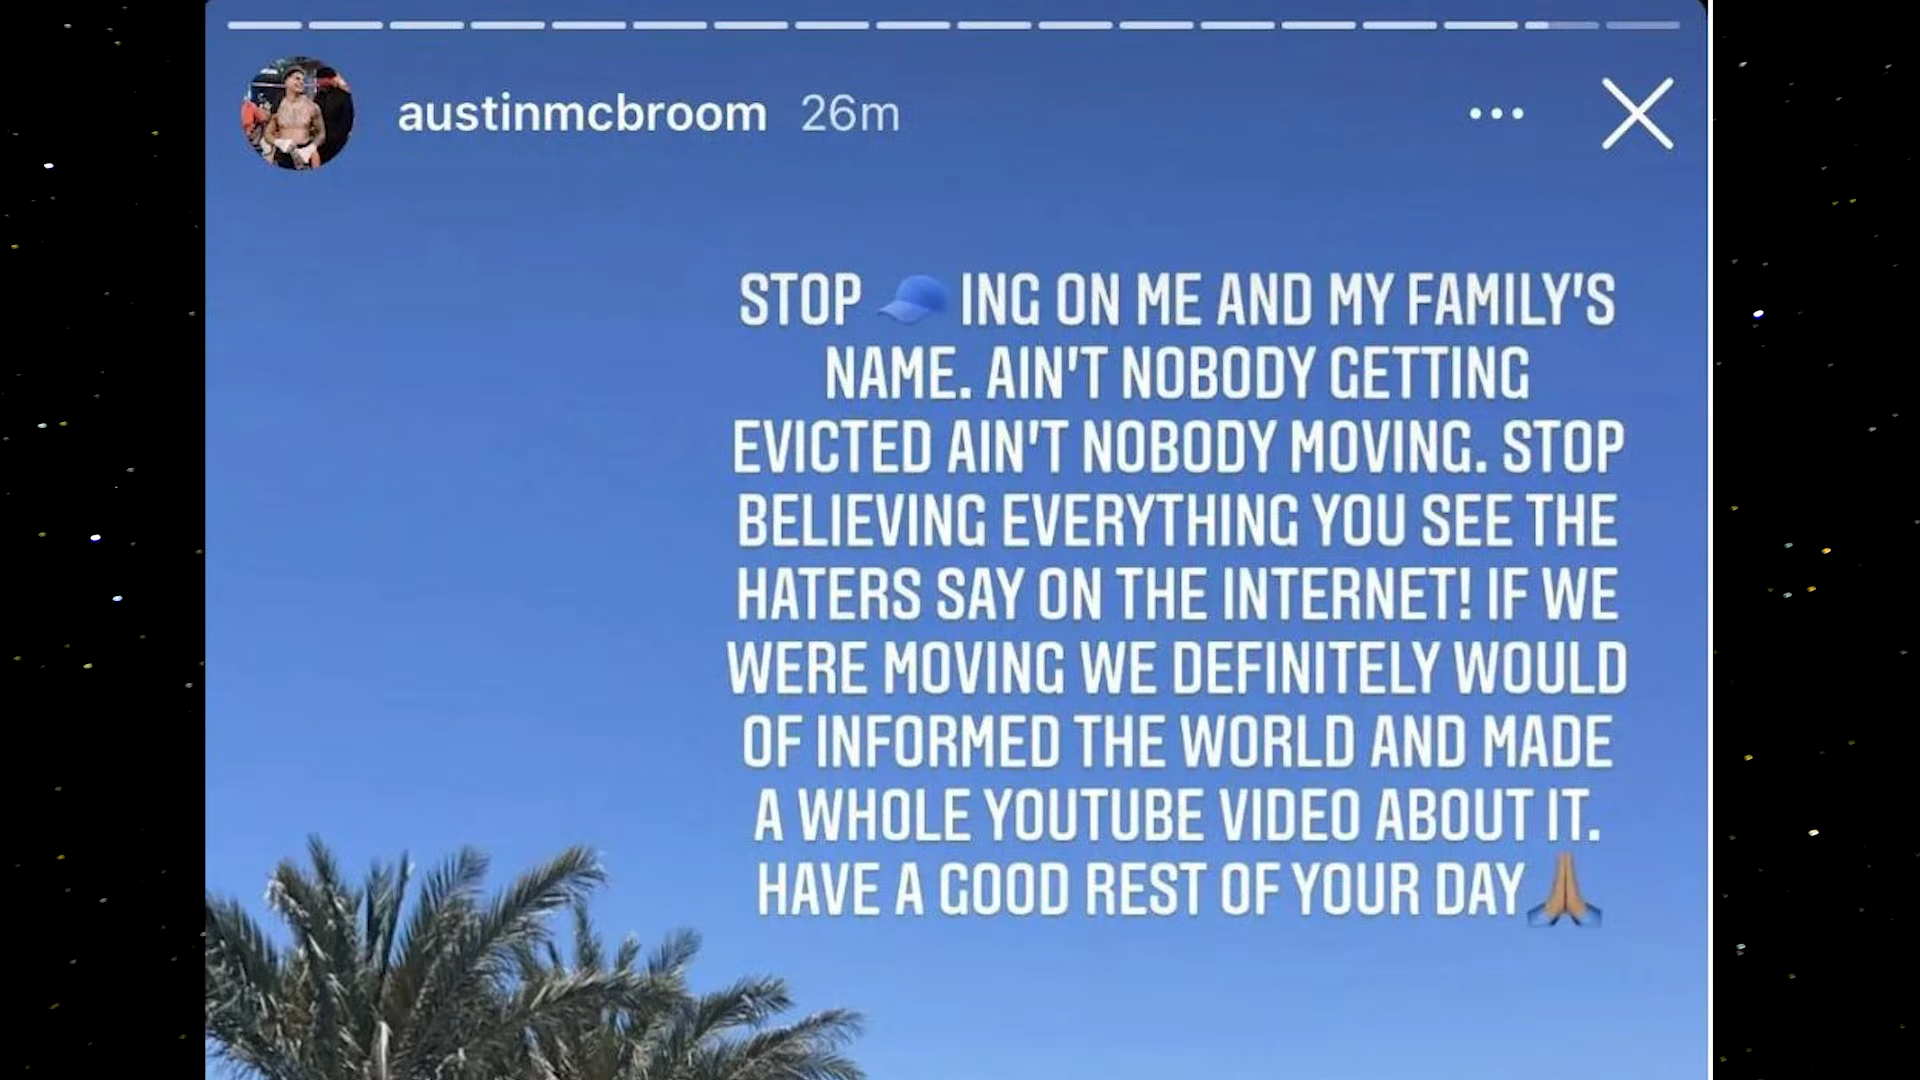 austinmcbroom 26m
STOP 🧢 ING ON ME AND MY FAMILY'S
NAME. AIN'T NOBODY GETTING
EVICTED AIN'T NOBODY MOVING. STOP
BELIEVING EVERYTHING YOU SEE THE
HATERS SAY ON THE INTERNET! IF WE
WERE MOVING WE DEFINITELY WOULD
OF INFORMED THE WORLD AND MADE
A WHOLE YOUTUBE VIDEO ABOUT IT.
HAVE A GOOD REST OF YOUR DAY🙏🏽